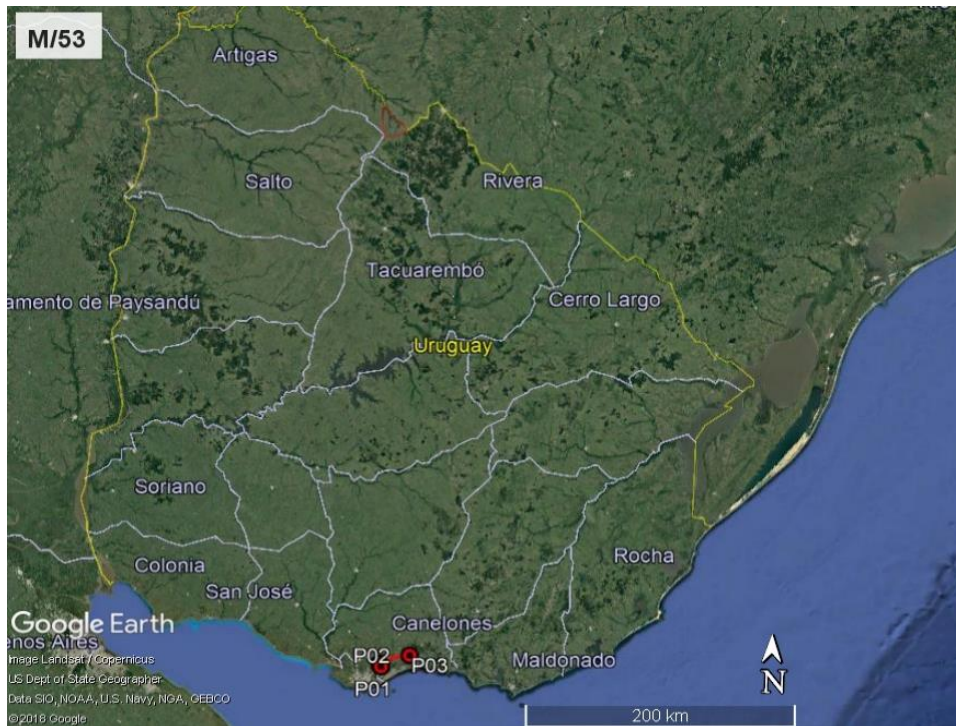 M/53
Artigas
Salto
Rivera
Tacuarembó
amento de Paysandú
Cerro Largo
Uruguay
Soriano
Colonia
San José
Rocha
Canelones
Google Earth
enos Aires
P02
P03
Maldonado
P01
N
Image Landsat / Copernicus
US Dept of State Geographer
Data SIO, NOAA, U.S. Navy, NGA, GEBCO
©2018 Google
200 km